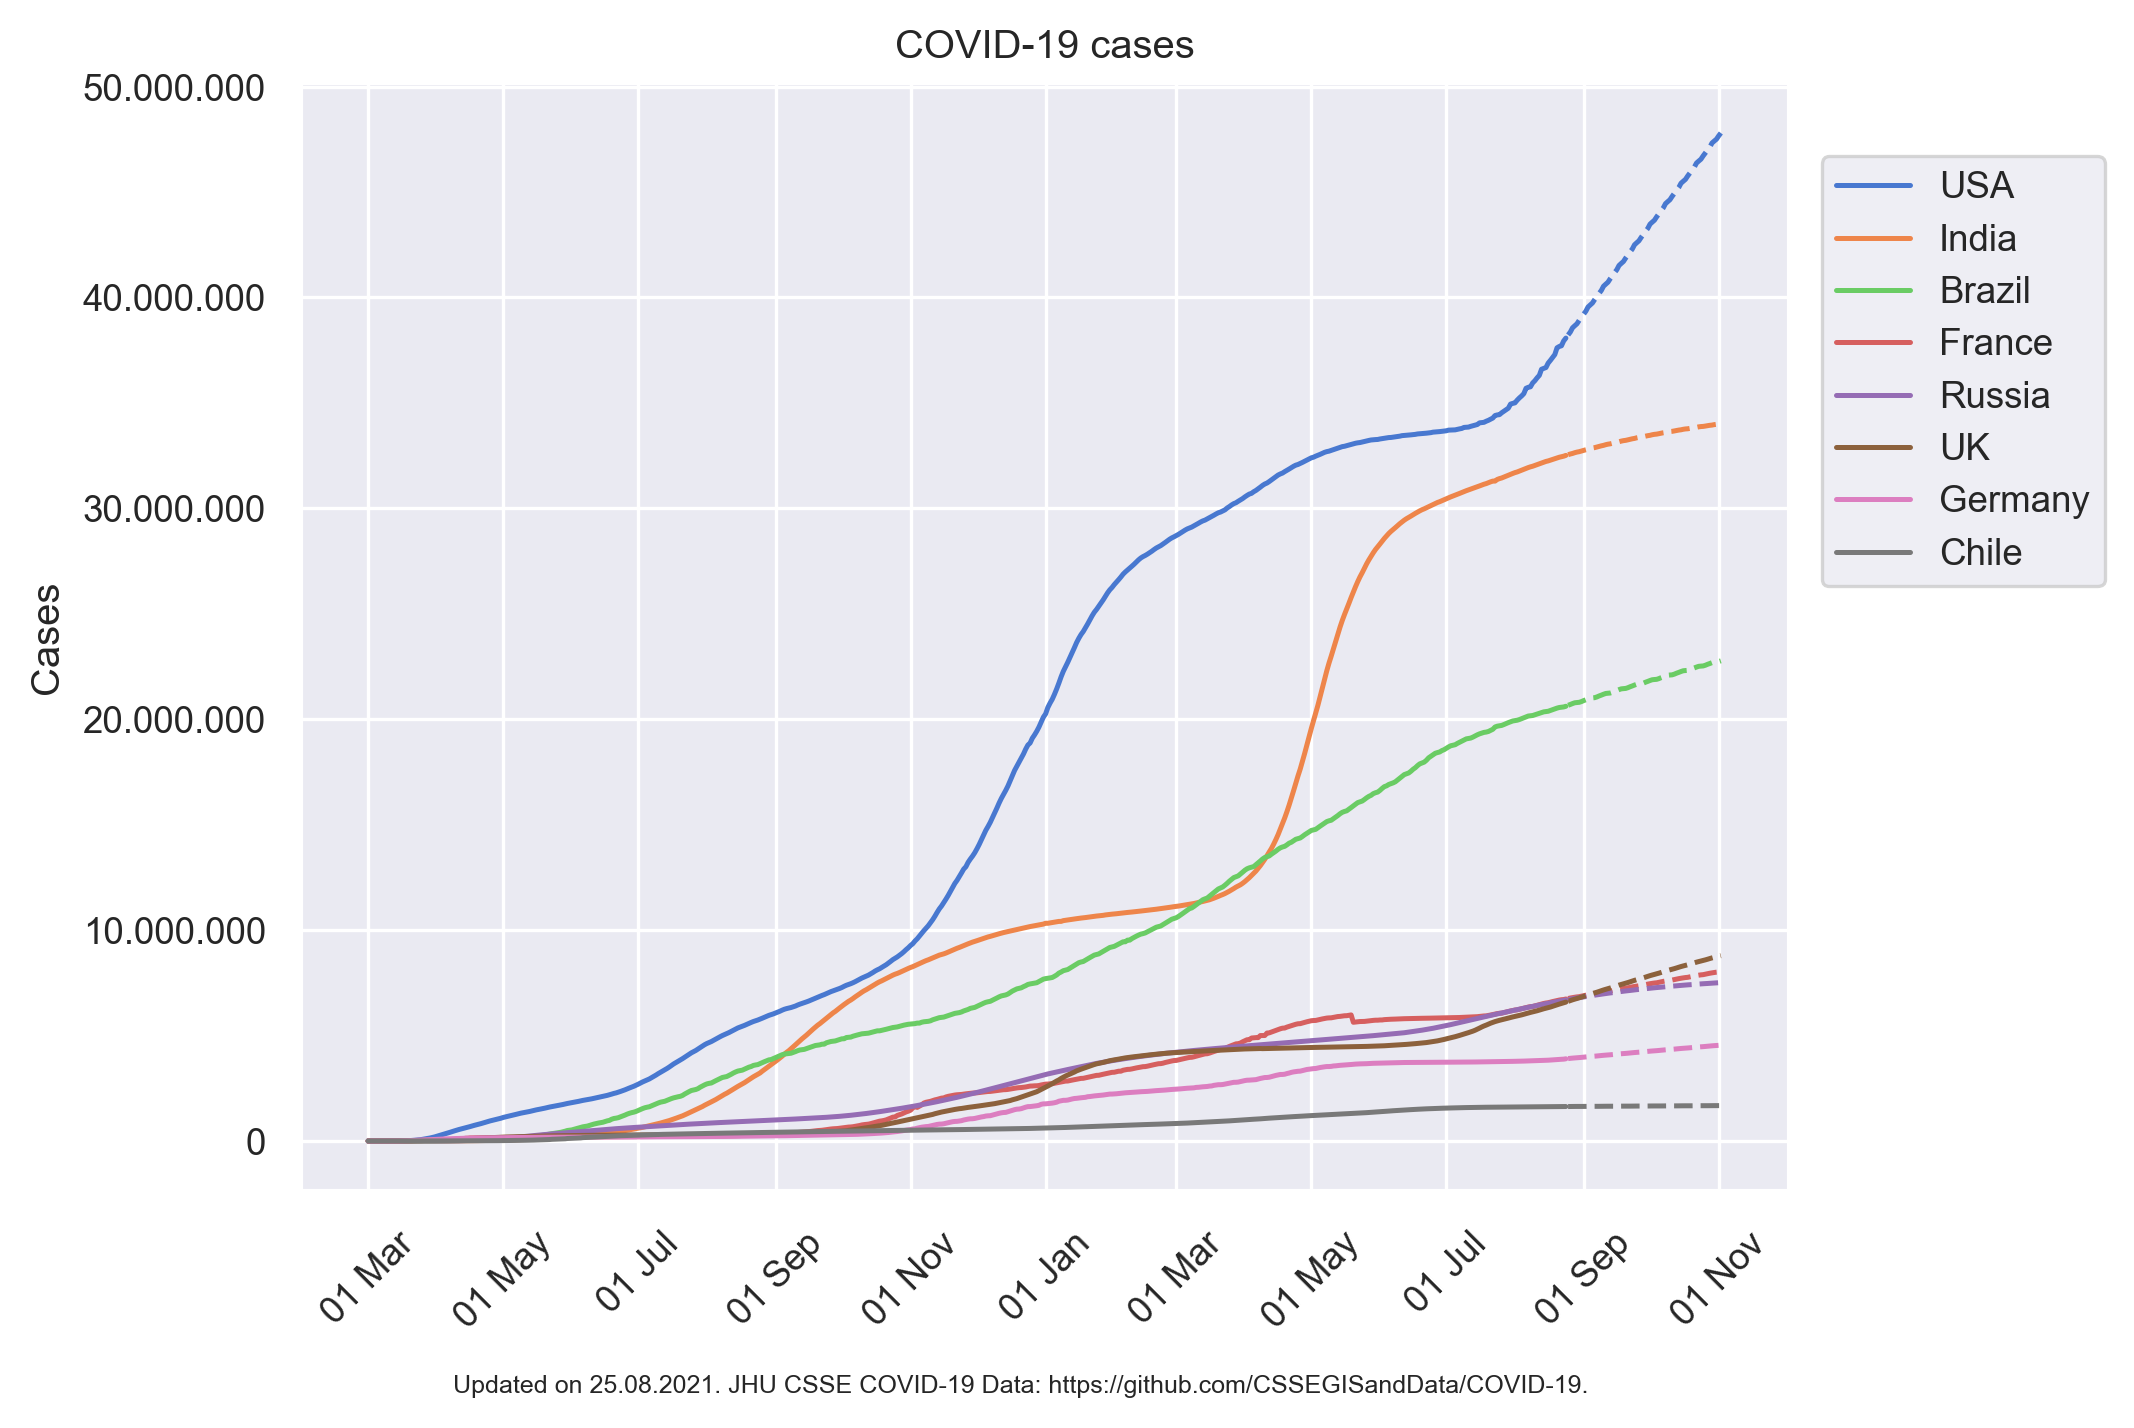 COVID-19 cases
50.000.000
40.000.000
30.000.000
20.000.000
10.000.000
0
Cases
USA
India
Brazil
France
Russia
UK
Germany
Chile
01 Mar
01 May
01 Jul
01 Sep
01 Nov
01 Jan
01 Mar
01 May
01 Jul
01 Sep
01 Nov
Updated on 25.08.2021. JHU CSSE COVID-19 Data: https://github.com/CSSEGISandData/COVID-19.